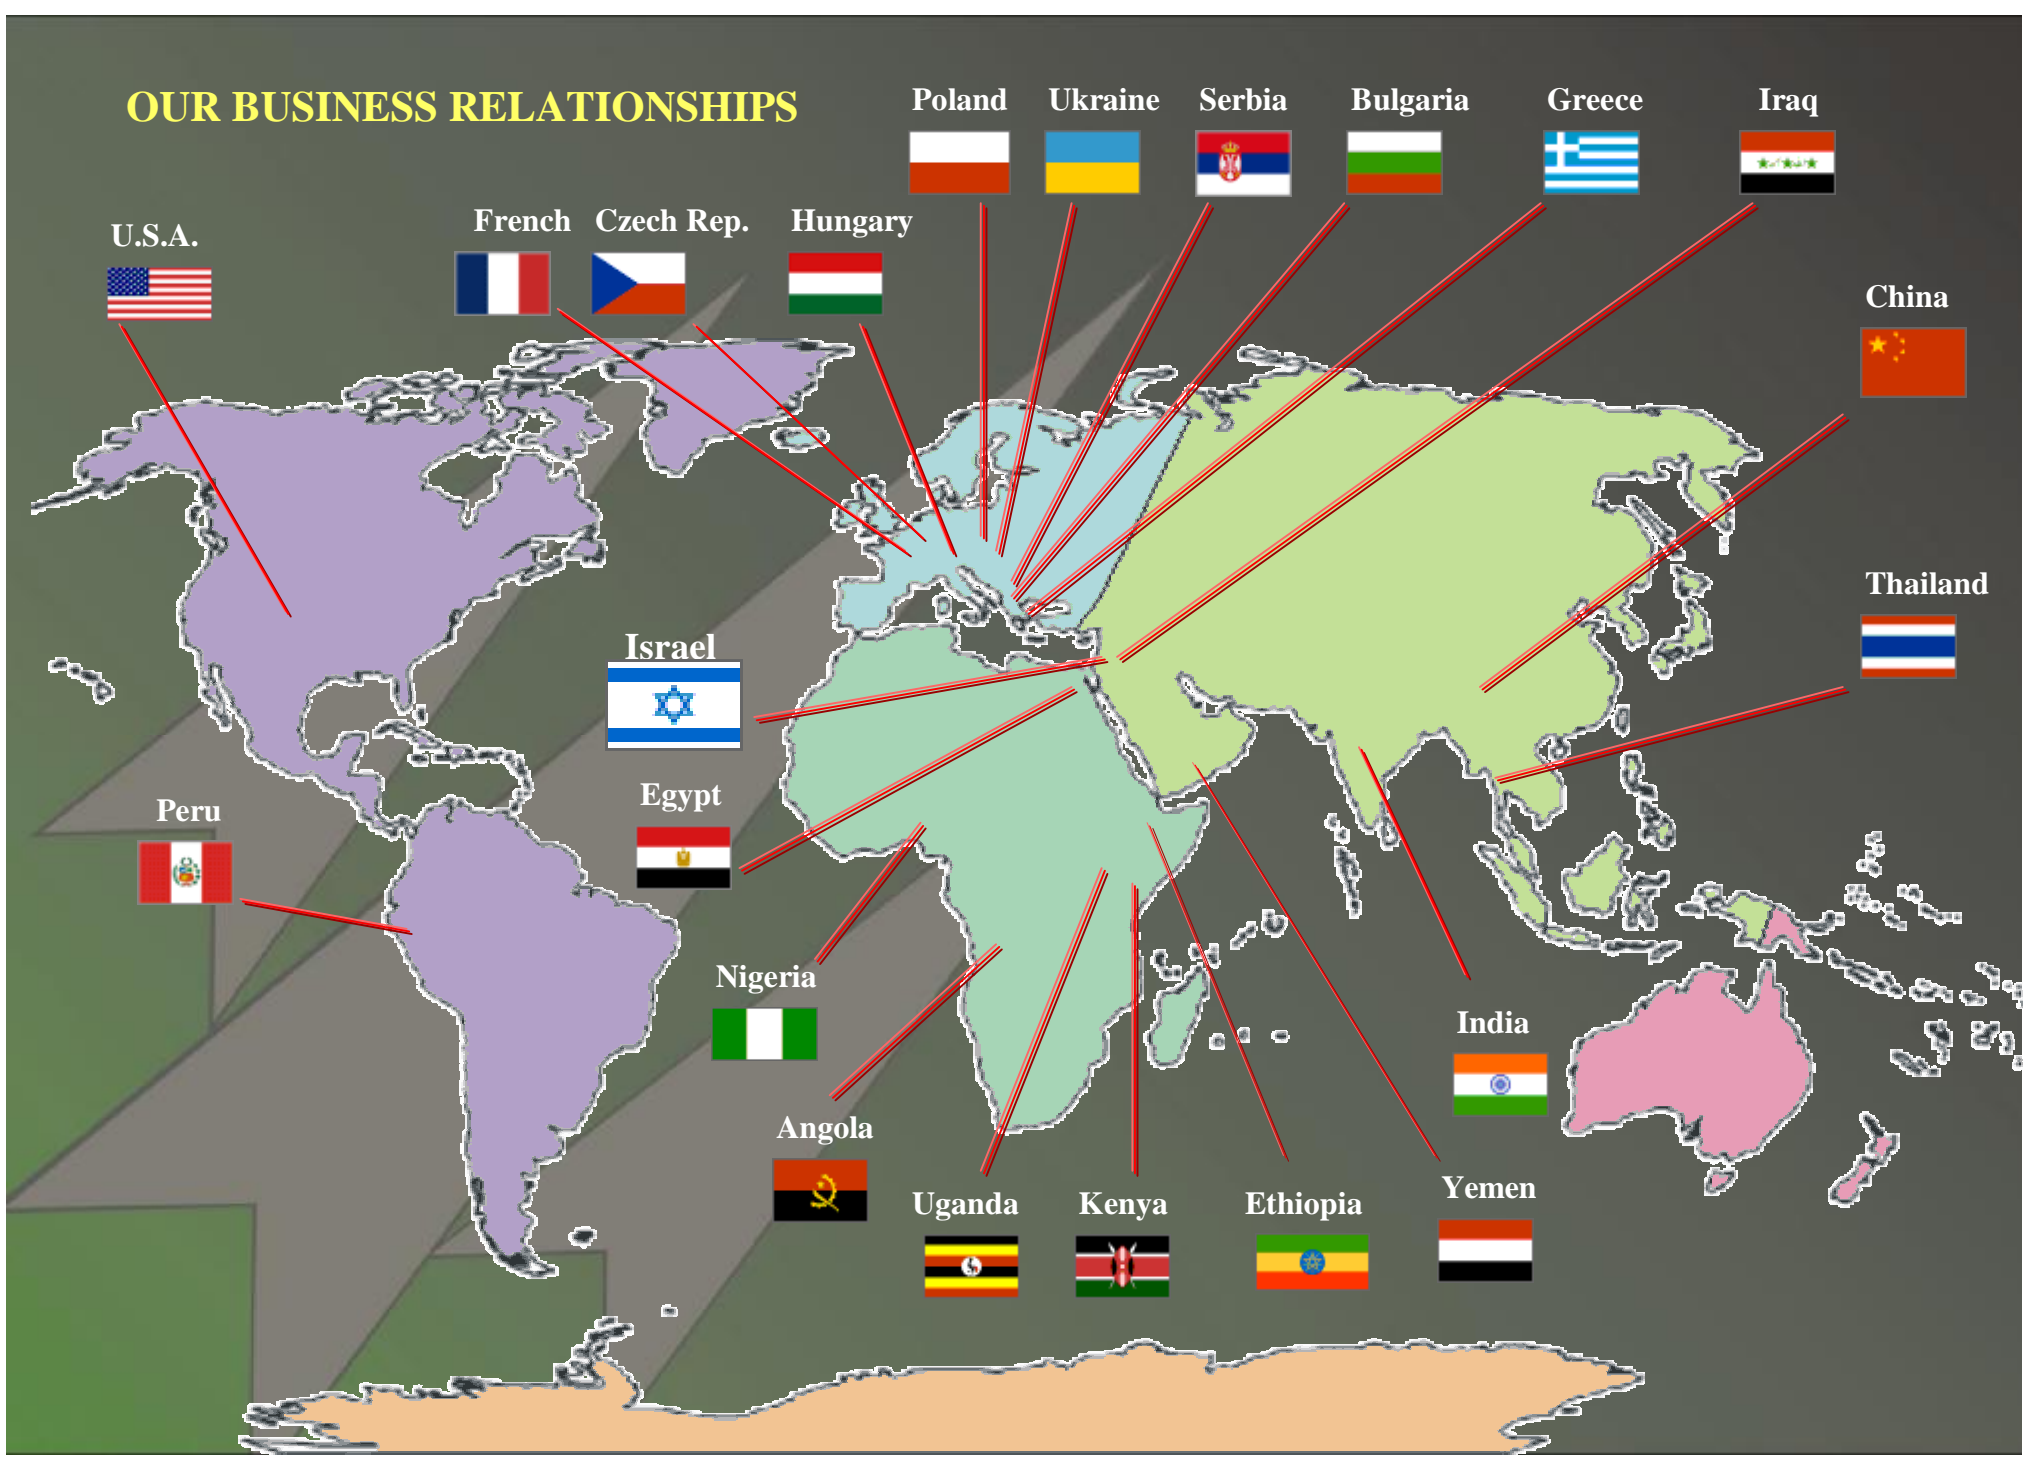 OUR BUSINESS RELATIONSHIPS
Poland Ukraine Serbia Bulgaria Greece Iraq
U.S.A. French Czech Rep. Hungary
China
Thailand
Israel
Egypt
Peru
Nigeria
India
Angola
Uganda Kenya Ethiopia Yemen